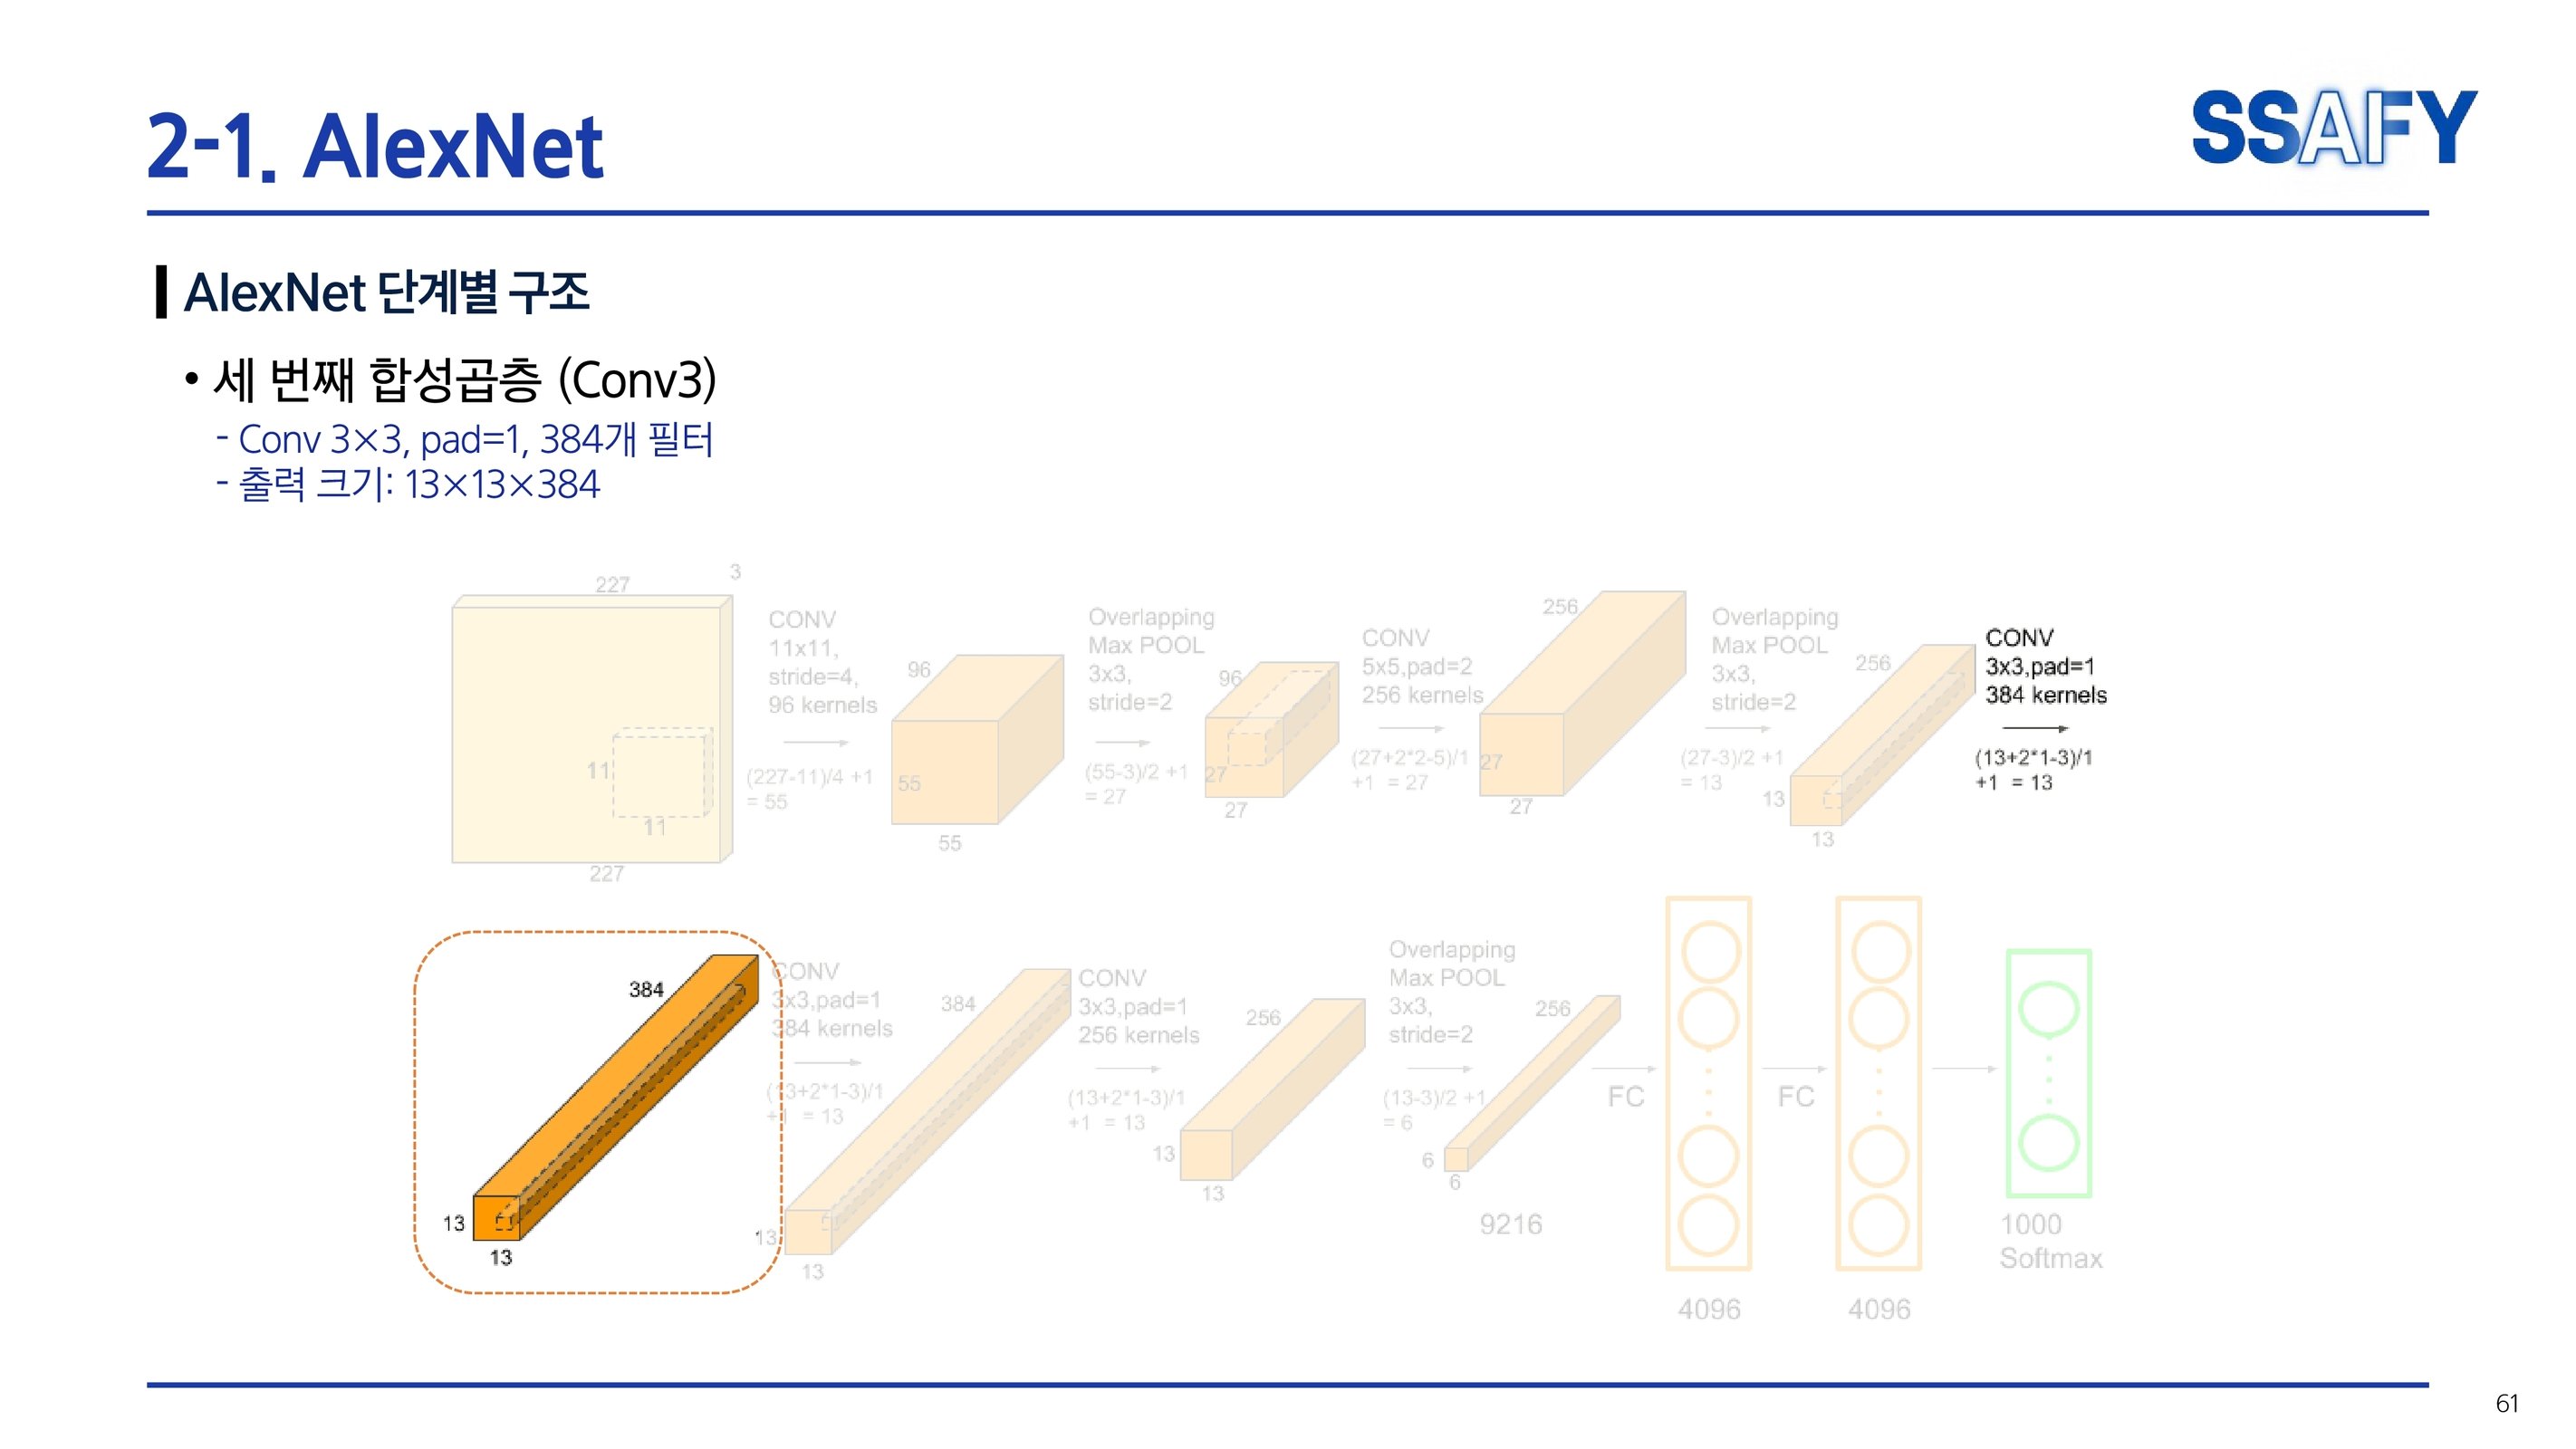 2-1. AlexNet
SSAFY
AlexNet 단계별 구조
• 세 번째 합성곱층 (Conv3)
- Conv 3×3, pad=1, 384개 필터
- 출력 크기: 13×13×384
227
3
11
11
227
CONV
11x11,
stride=4,
96 kernels
(227-11)/4 +1
= 55
96
55
55
Overlapping
Max POOL
3x3,
stride=2
(55-3)/2 +1
= 27
96
27
27
CONV
5x5,pad=2
256 kernels
(27+2*2-5)/1
+1 = 27
256
27
27
Overlapping
Max POOL
3x3,
stride=2
(27-3)/2 +1
= 13
256
13
13
CONV
3x3,pad=1
384 kernels
(13+2*1-3)/1
+1 = 13
384
13
13
CONV
3x3,pad=1
384 kernels
(13+2*1-3)/1
+1 = 13
384
13
13
CONV
3x3,pad=1
256 kernels
(13+2*1-3)/1
+1 = 13
256
13
13
Overlapping
Max POOL
3x3,
stride=2
(13-3)/2 +1
= 6
256
6
6
9216
FC
4096
FC
4096
1000
Softmax
61